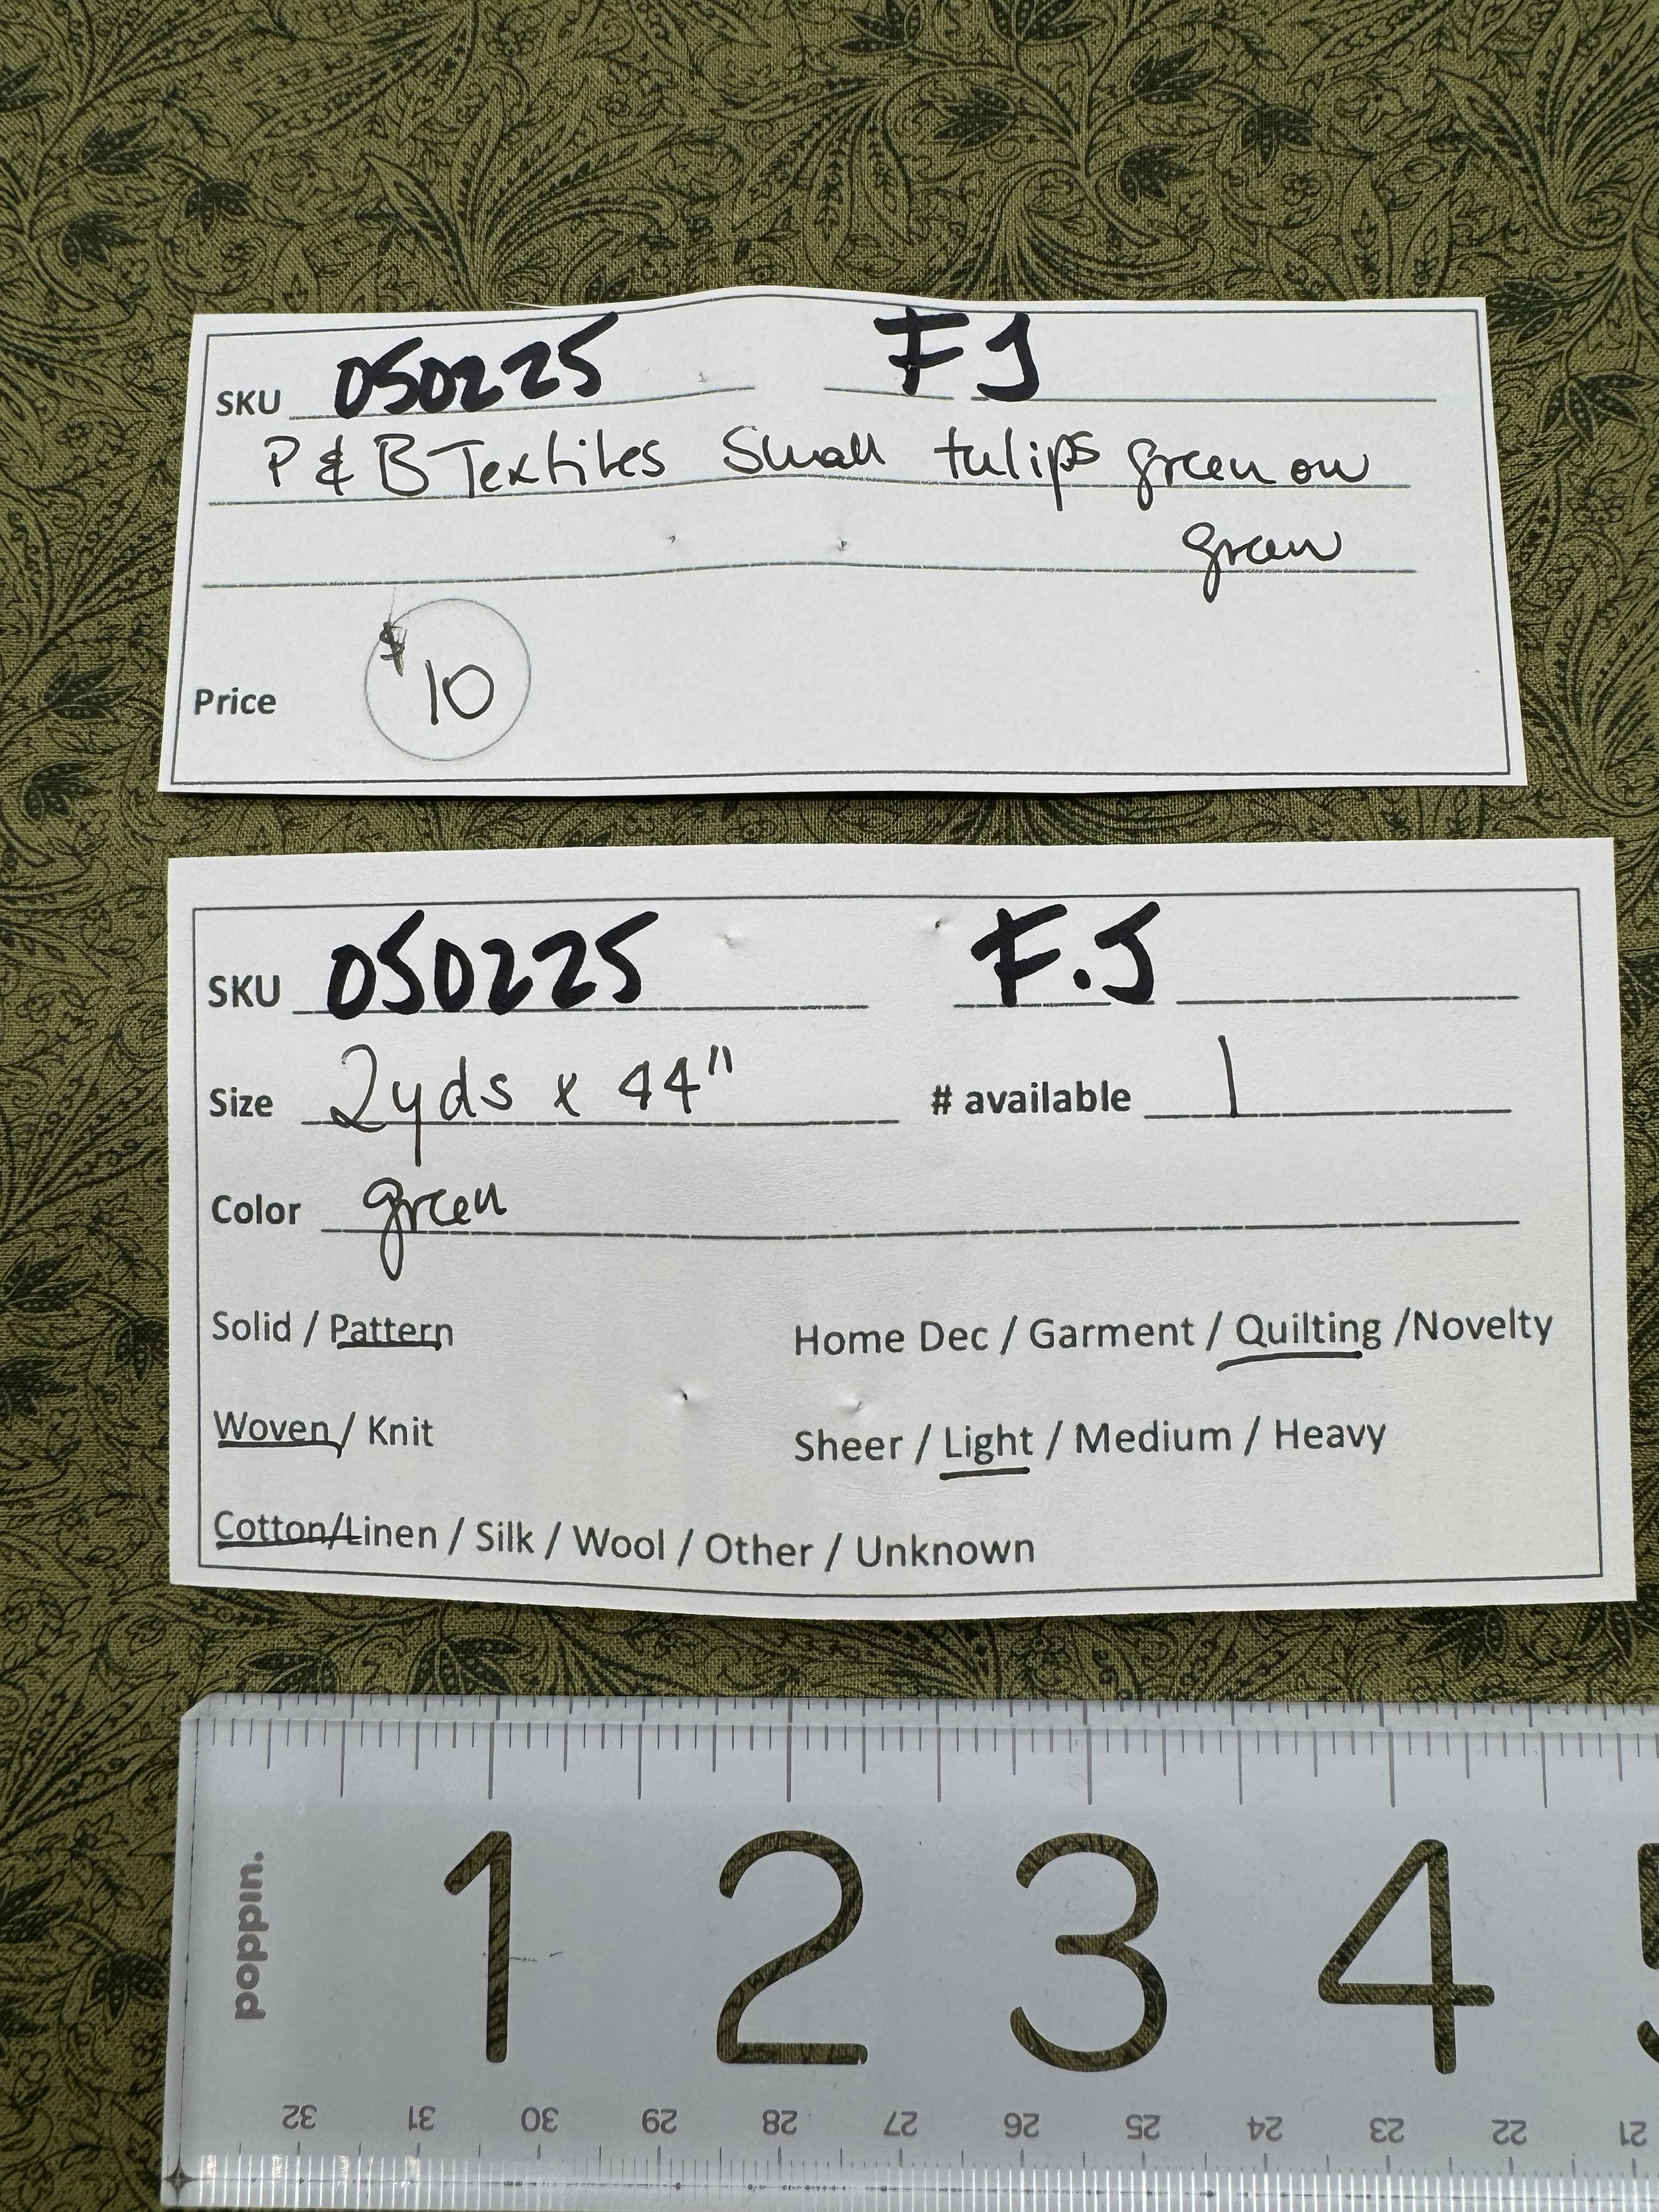 SKU 050225 FJ
P & B Textiles Small tulips green on
green
Price $10
SKU 050225 F.J
Size 2yds x 44" # available 1
Color green
Solid / Pattern Home Dec / Garment / Quilting /Novelty
Woven / Knit Sheer / Light / Medium / Heavy
Cotton/Linen / Silk / Wool / Other / Unknown
poppin.
1 2 3 4 5
32 31 30 29 28 27 26 25 24 23 22 21